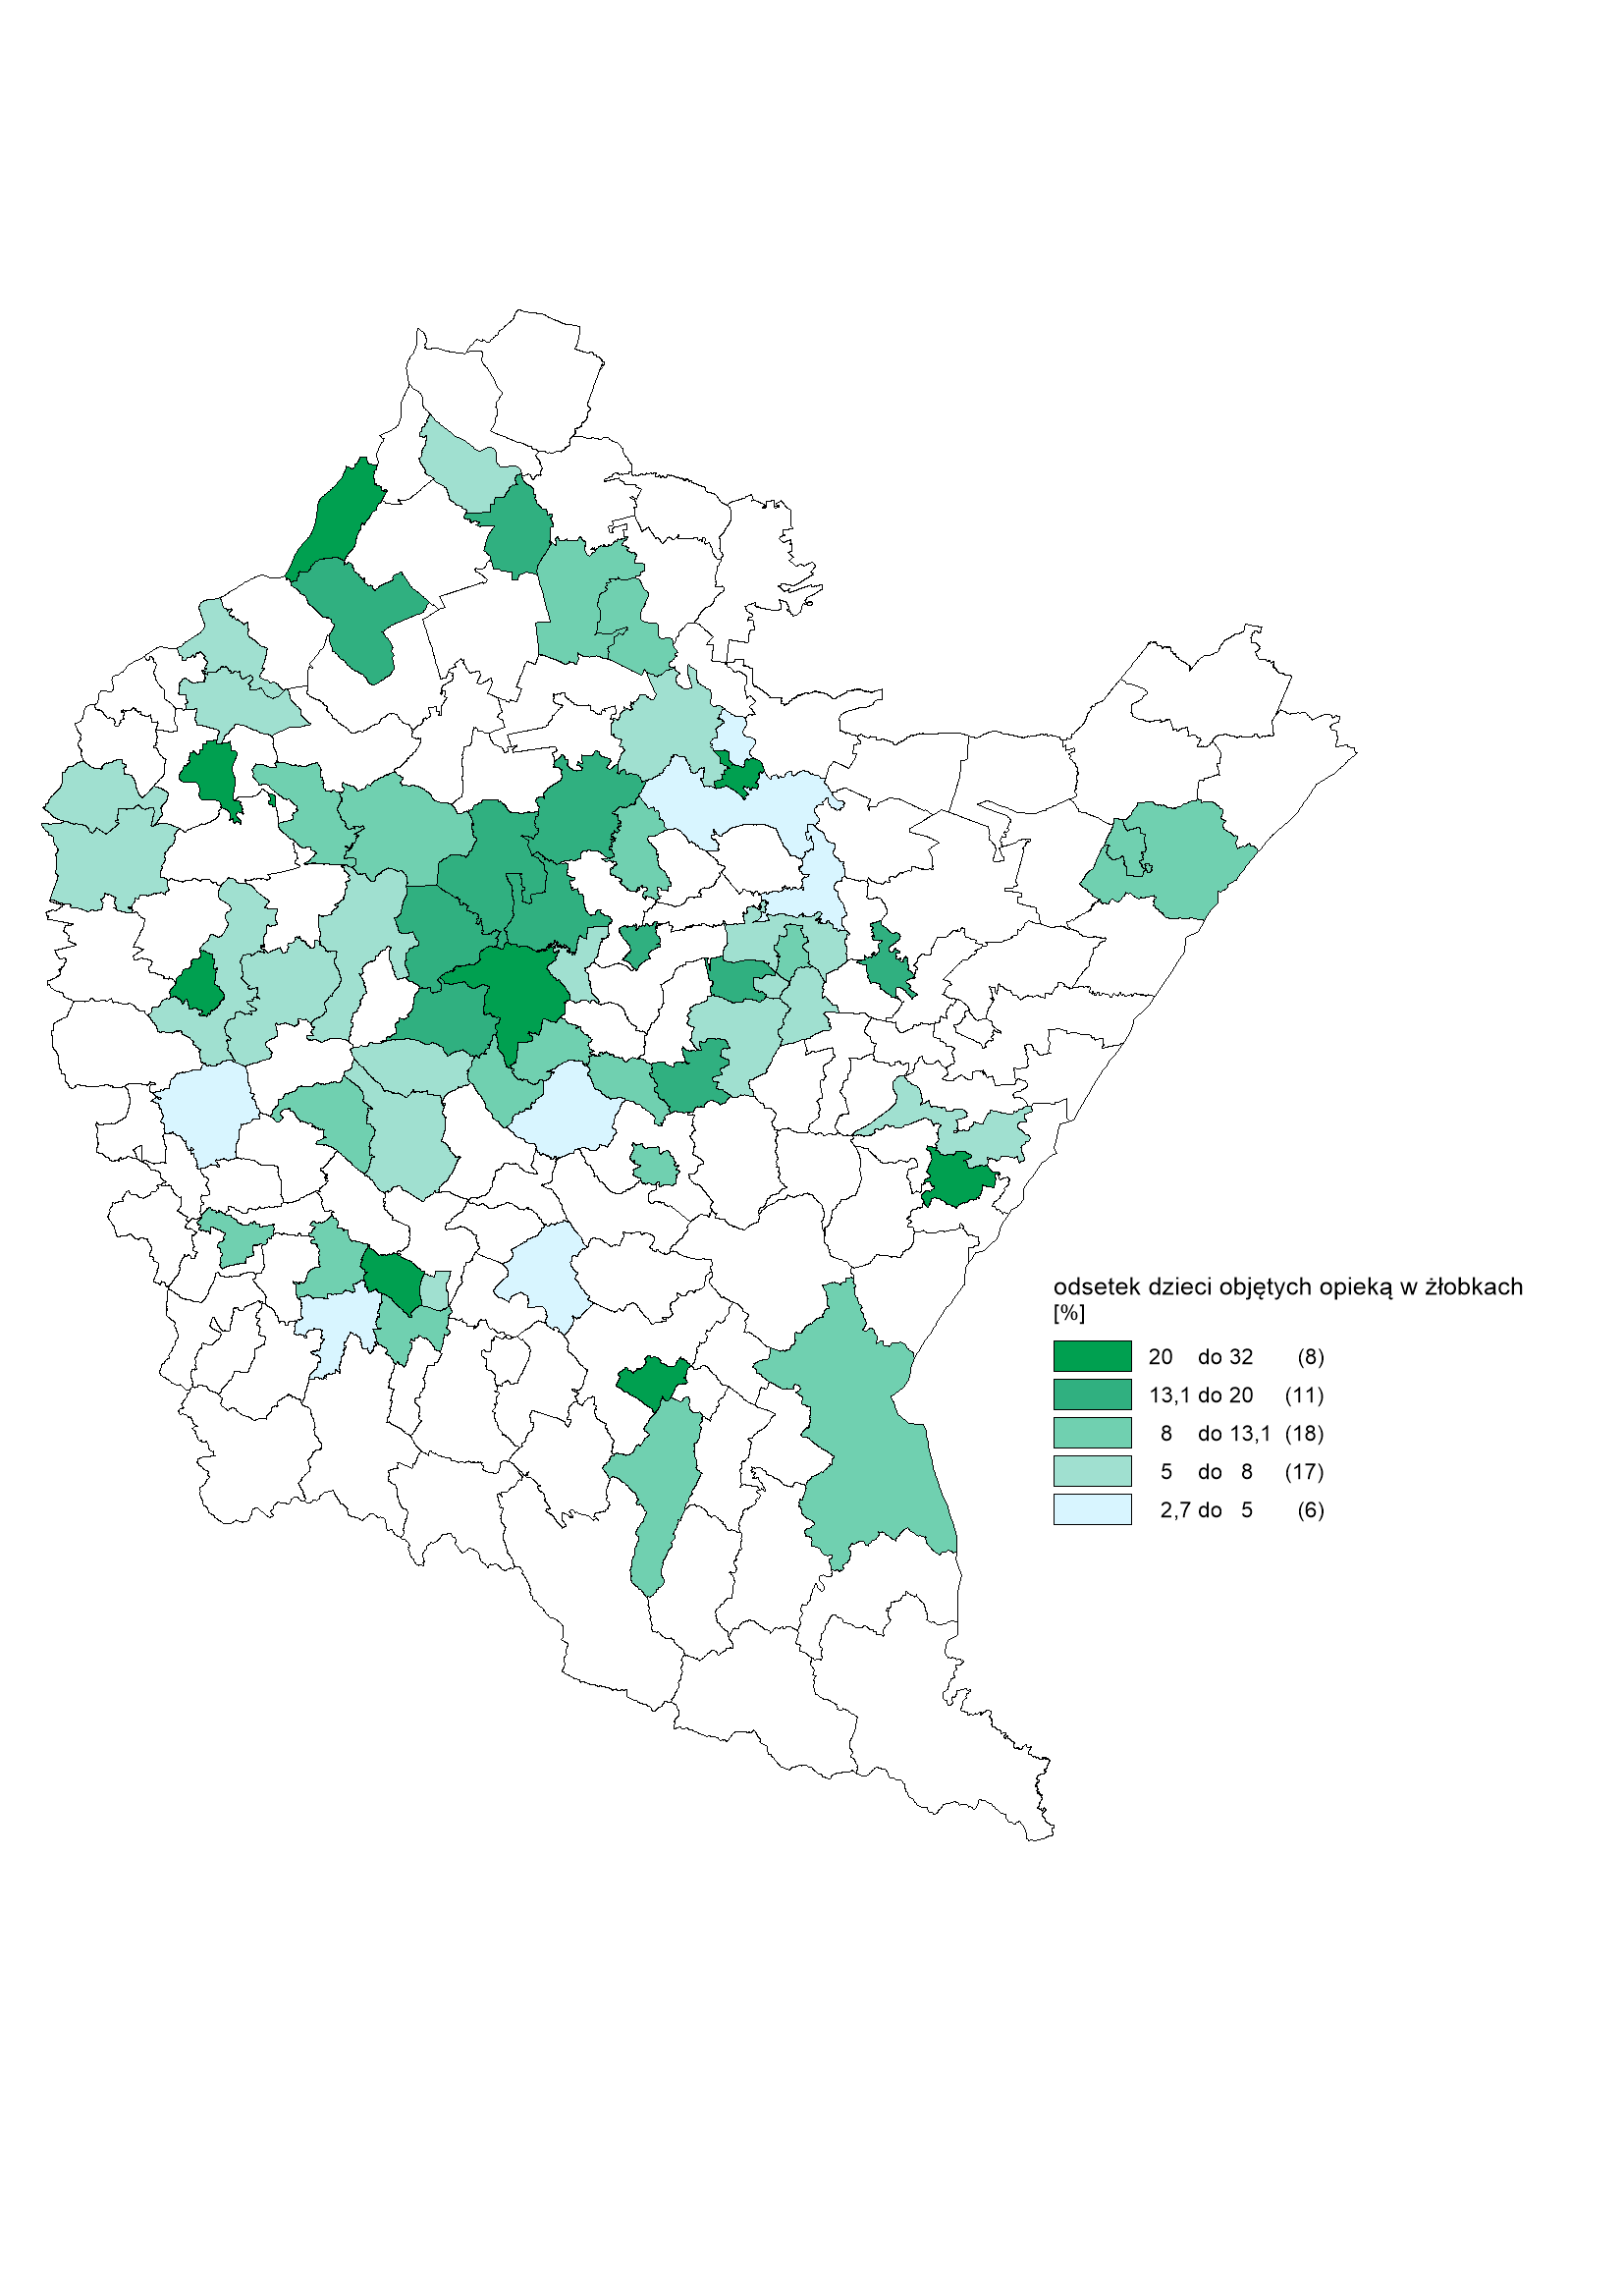 odsetek dzieci objętych opieką w żłobkach
[%]
20 do 32 (8)
13,1 do 20 (11)
8 do 13,1 (18)
5 do 8 (17)
2,7 do 5 (6)